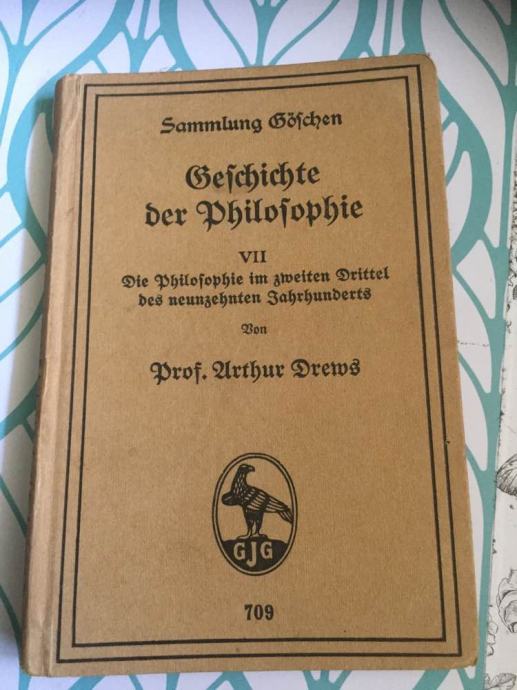 Sammlung Göschen
Geschichte
der Philosophie
VII
Die Philosophie im zweiten Drittel
des neunzehnten Jahrhunderts
Von
Prof. Arthur Drews
GJG
709